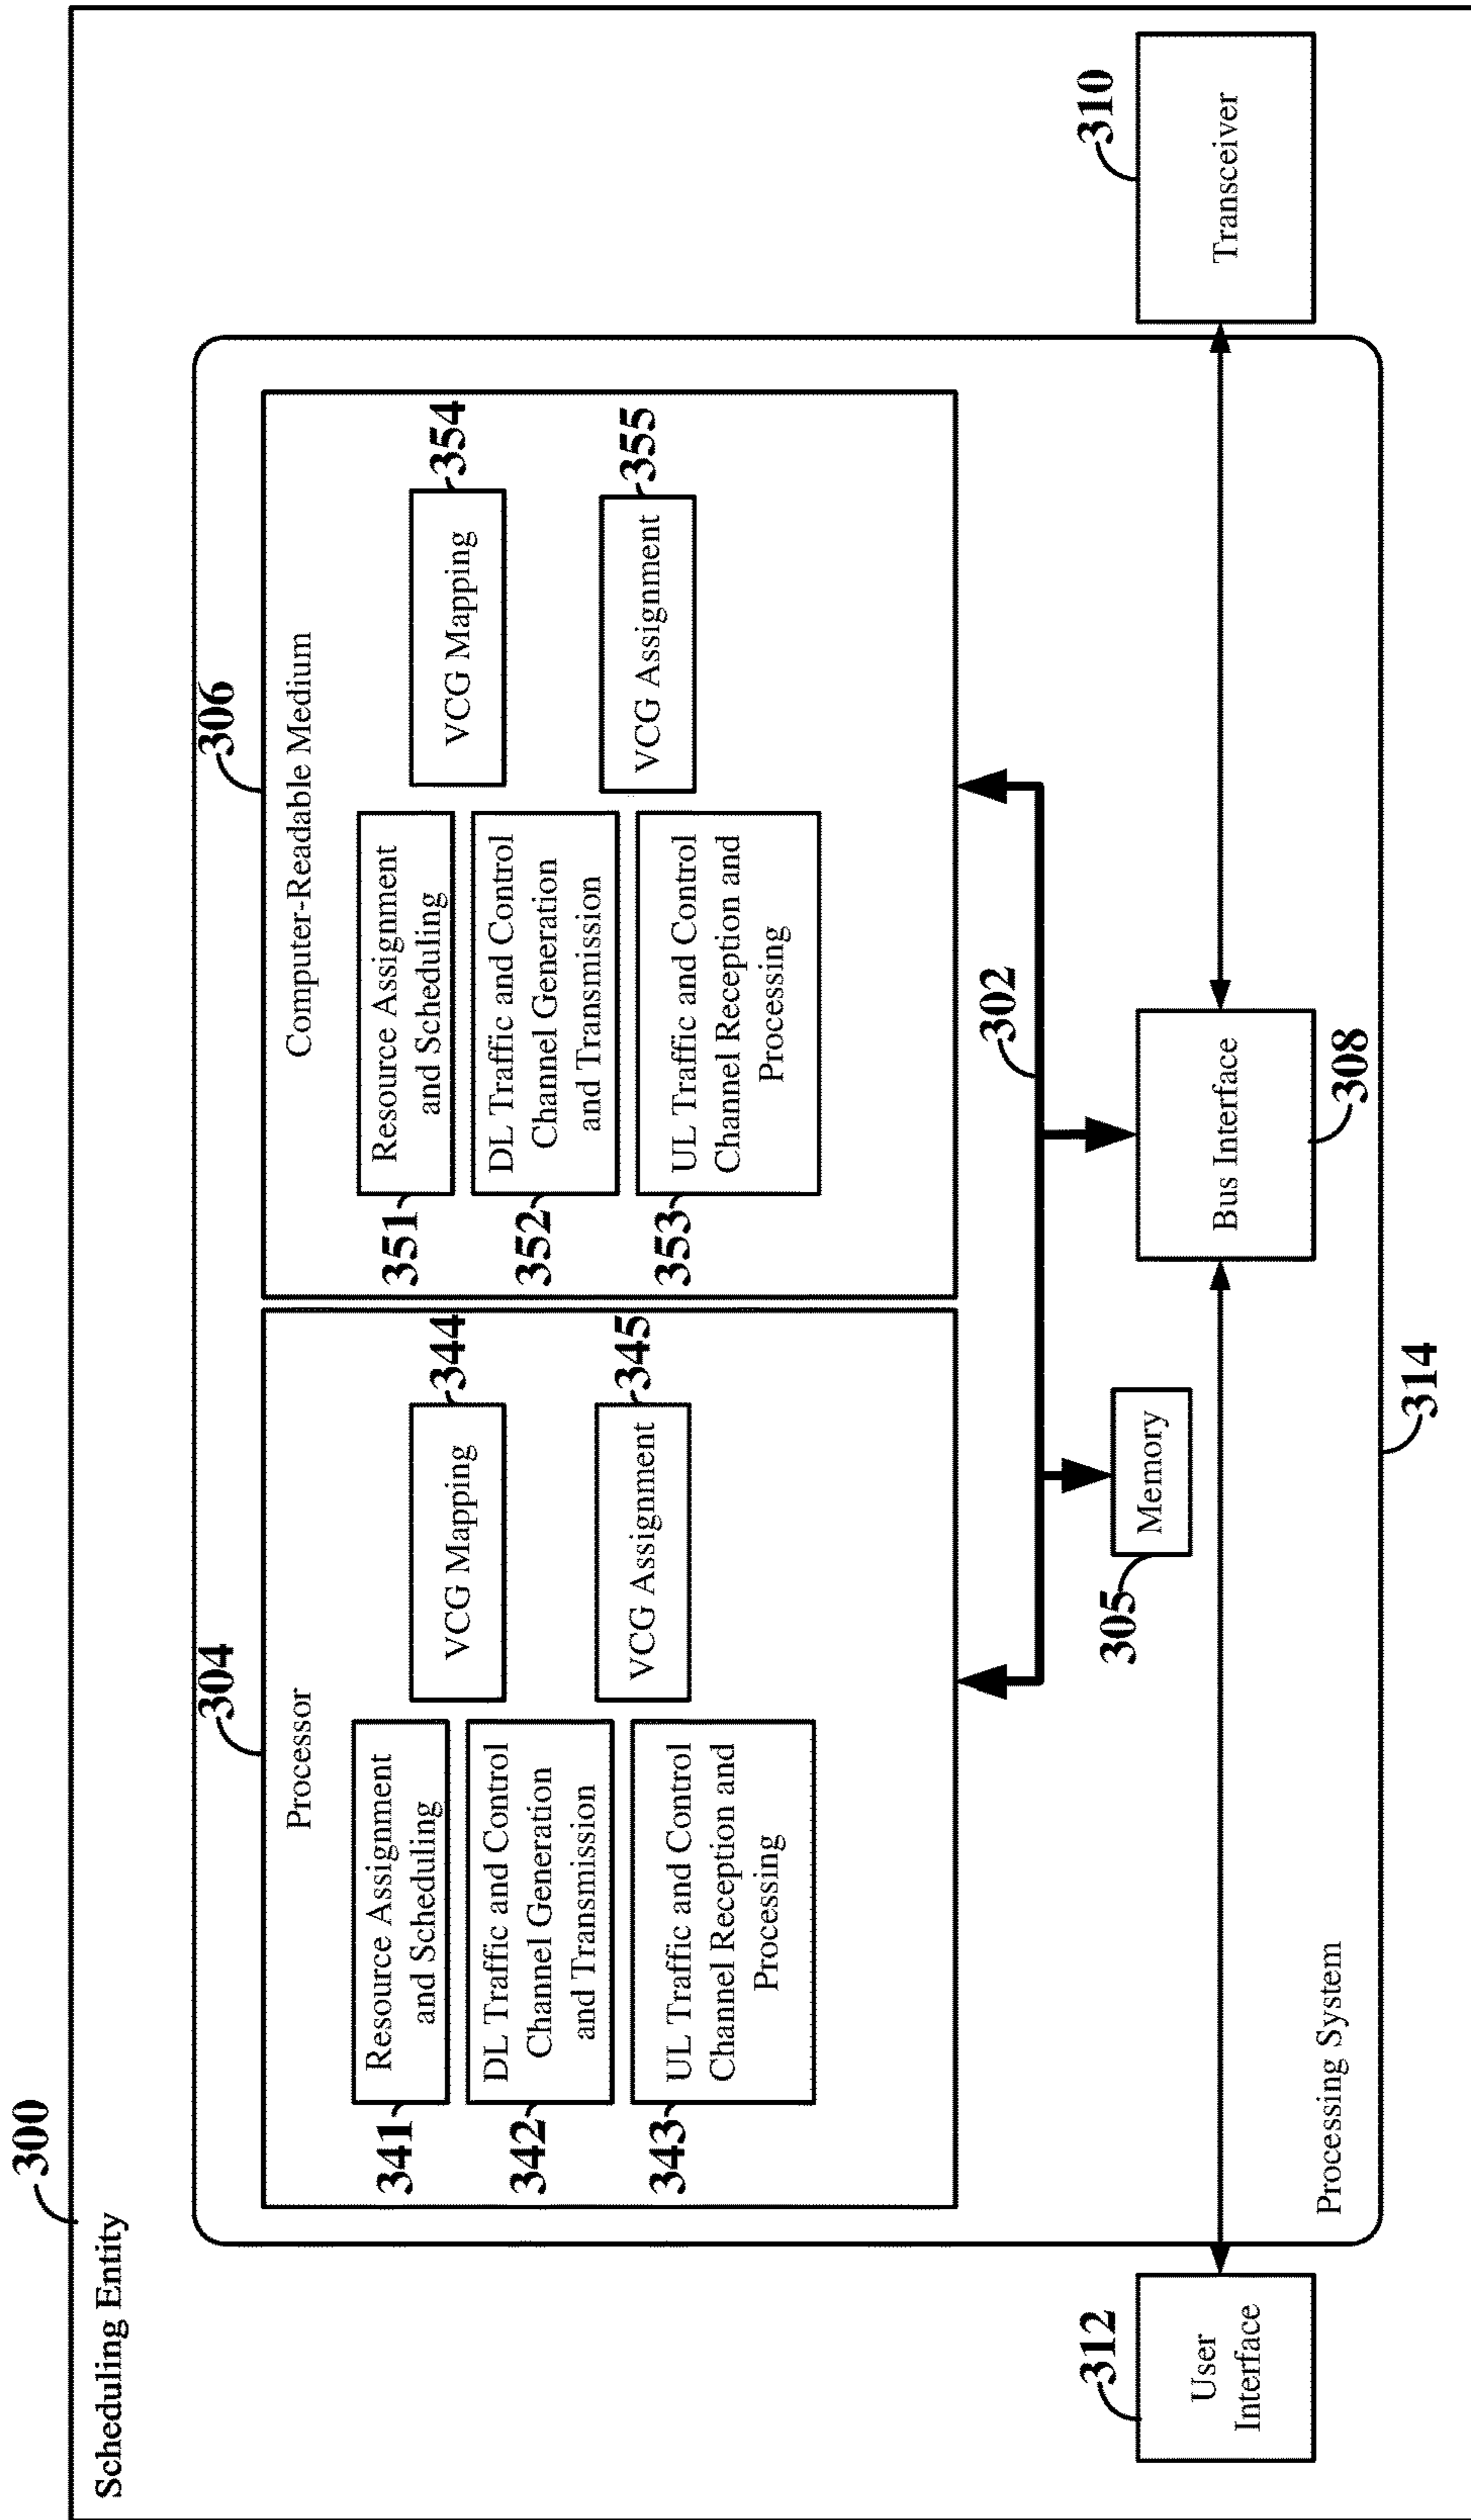 300
Scheduling Entity
304
Processor
341
Resource Assignment
and Scheduling
342
DL Traffic and Control
Channel Generation
and Transmission
343
UL Traffic and Control
Channel Reception and
Processing
344
VCG Mapping
345
VCG Assignment
306
Computer-Readable Medium
351
Resource Assignment
and Scheduling
352
DL Traffic and Control
Channel Generation
and Transmission
353
UL Traffic and Control
Channel Reception and
Processing
354
VCG Mapping
355
VCG Assignment
302
305
Memory
312
User
Interface
Bus Interface
308
310
Transceiver
Processing System
314